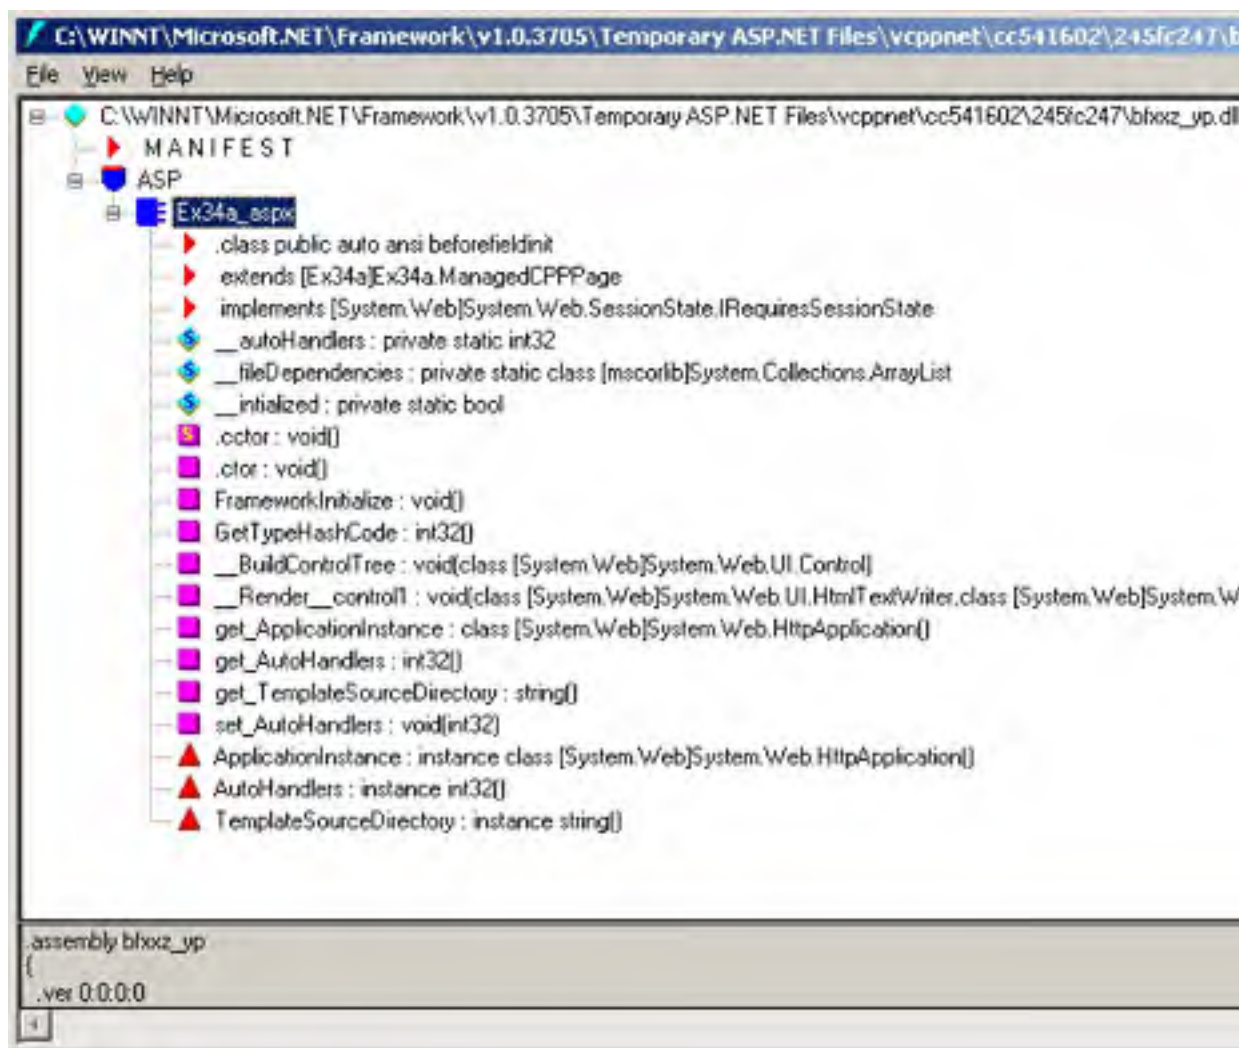 C:\WINNT\Microsoft.NET\Framework\v1.0.3705\Temporary ASP.NET Files\vcppnet\cc541602\245fc247\b
File View Help
C:\WINNT\Microsoft.NET\Framework\v1.0.3705\Temporary ASP.NET Files\vcppnet\cc541602\245fc247\bfxxz_yp.dll
MANIFEST
ASP
Ex34a_aspx
.class public auto ansi beforefieldinit
extends [Ex34a]Ex34a.ManagedCPPPage
implements [System.Web]System.Web.SessionState.IRequiresSessionState
__autoHandlers : private static int32
__fileDependencies : private static class [mscorlib]System.Collections.ArrayList
__intialized : private static bool
.cctor : void()
.ctor : void()
FrameworkInitialize : void()
GetTypeHashCode : int32()
__BuildControlTree : void(class [System.Web]System.Web.UI.Control)
__Render__control1 : void(class [System.Web]System.Web.UI.HtmlTextWriter,class [System.Web]System.W
get_ApplicationInstance : class [System.Web]System.Web.HttpApplication()
get_AutoHandlers : int32()
get_TemplateSourceDirectory : string()
set_AutoHandlers : void(int32)
ApplicationInstance : instance class [System.Web]System.Web.HttpApplication()
AutoHandlers : instance int32()
TemplateSourceDirectory : instance string()
.assembly bfxxz_yp
{
.ver 0:0:0:0